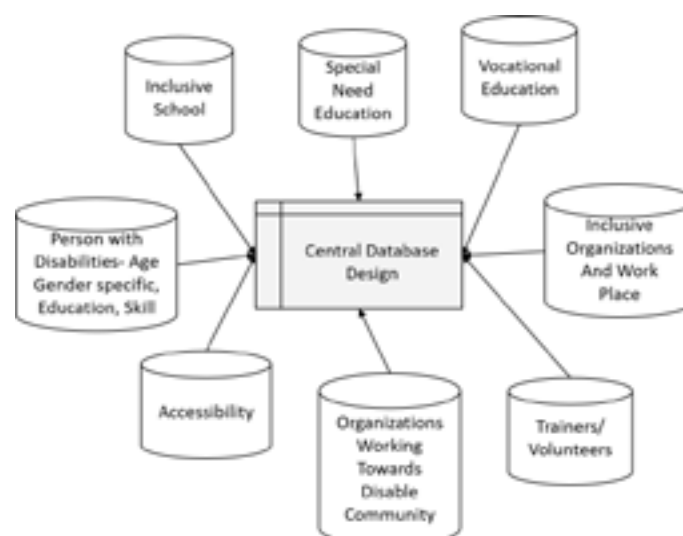 Inclusive
School
Special
Need
Education
Vocational
Education
Person with
Disabilities- Age
Gender specific,
Education, Skill
Central Database
Design
Inclusive
Organizations
And Work
Place
Accessibility
Organizations
Working
Towards
Disable
Community
Trainers/
Volunteers